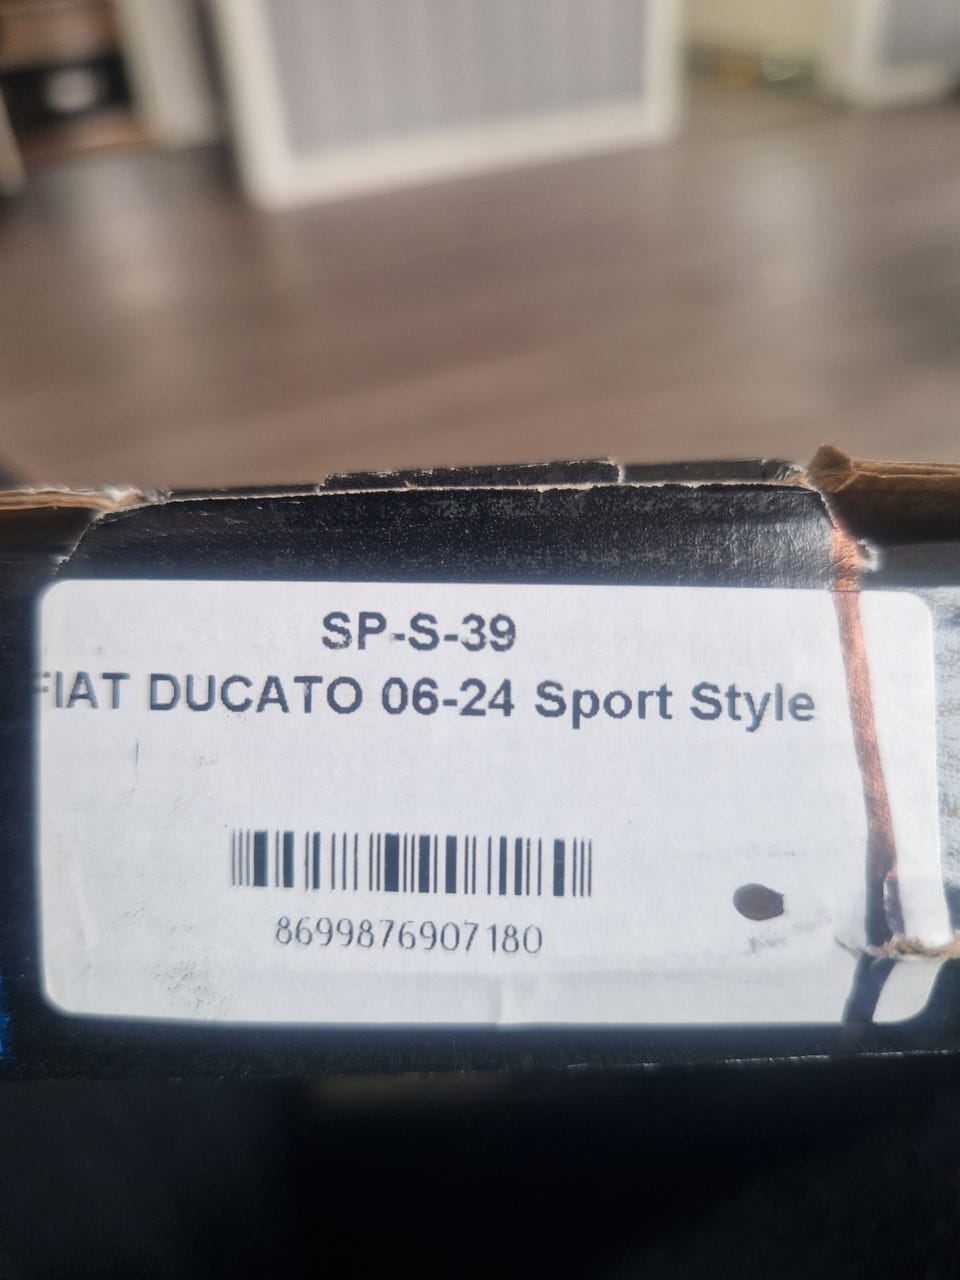 SP-S-39
FIAT DUCATO 06-24 Sport Style
8699876907180